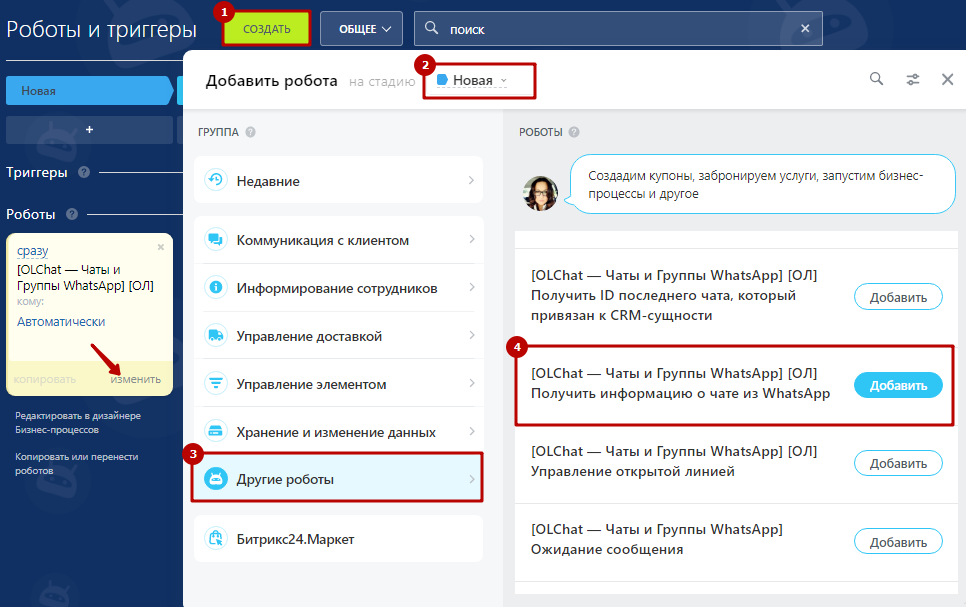 Роботы и триггеры
1
СОЗДАТЬ
ОБЩЕЕ
поиск
Новая
+
Триггеры ?
Роботы ?
сразу
[OLChat — Чаты и
Группы WhatsApp] [ОЛ]
кому:
Автоматически
копировать
изменить
Редактировать в дизайнере
Бизнес-процессов
Копировать или перенести
роботов
Добавить робота на стадию
2
Новая
ГРУППА ?
Недавние
Коммуникация с клиентом
Информирование сотрудников
Управление доставкой
Управление элементом
Хранение и изменение данных
3
Другие роботы
Битрикс24.Маркет
РОБОТЫ ?
Создадим купоны, забронируем услуги, запустим бизнес-
процессы и другое
[OLChat — Чаты и Группы WhatsApp] [ОЛ]
Получить ID последнего чата, который
привязан к CRM-сущности
Добавить
4
[OLChat — Чаты и Группы WhatsApp] [ОЛ]
Получить информацию о чате из WhatsApp
Добавить
[OLChat — Чаты и Группы WhatsApp] [ОЛ]
Управление открытой линией
Добавить
[OLChat — Чаты и Группы WhatsApp]
Ожидание сообщения
Добавить